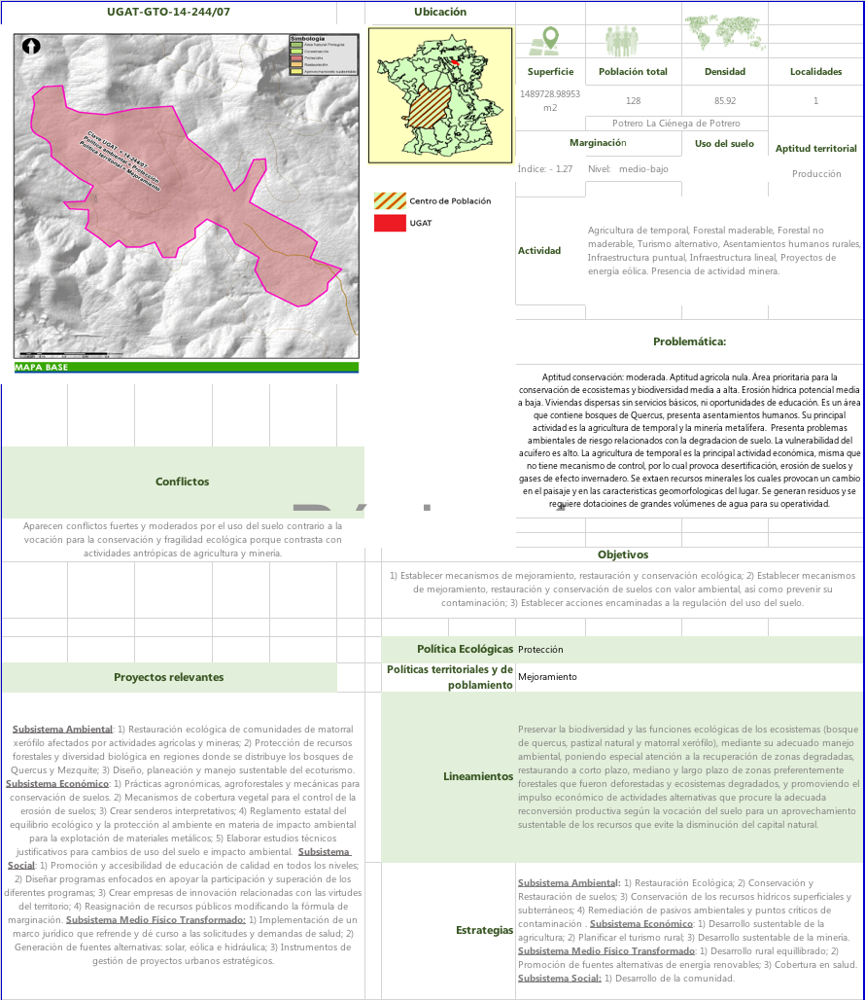 UGAT-GTO-14-244/07
Ubicación
Simbología
Área Natural Protegida
Conservación
Protección
Restauración
Aprovechamiento sustentable
Clave UGAT = 14-244/07
Política ambiental = Protección
Política territorial = Mejoramiento
MAPA BASE
Centro de Población
UGAT
Superficie
Población total
Densidad
Localidades
1489728.98953
m2
128
85.92
1
Potrero La Ciénega de Potrero
Marginación
Uso del suelo
Aptitud territorial
Índice: - 1.27
Nivel: medio-bajo
Producción
Actividad
Agricultura de temporal, Forestal maderable, Forestal no
maderable, Turismo alternativo, Asentamientos humanos rurales,
Infraestructura puntual, Infraestructura lineal, Proyectos de
energía eólica. Presencia de actividad minera.
Problemática:
Aptitud conservación: moderada. Aptitud agrícola nula. Área prioritaria para la
conservación de ecosistemas y biodiversidad media a alta. Erosión hídrica potencial media
a baja. Viviendas dispersas sin servicios básicos, ni oportunidades de educación. Es un área
que contiene bosques de Quercus, presenta asentamientos humanos. Su principal
actividad es la agricultura de temporal y la minería metalífera. Presenta problemas
ambientales de riesgo relacionados con la degradacion de suelo. La vulnerabilidad del
acuífero es alto. La agricultura de temporal es la principal actividad económica, misma que
no tiene mecanismo de control, por lo cual provoca desertificación, erosión de suelos y
gases de efecto invernadero. Se extaen recursos minerales los cuales provocan un cambio
en el paisaje y en las caracteristicas geomorfologicas del lugar. Se generan residuos y se
requiere dotacioines de grandes volúmenes de agua para su operatividad.
Conflictos
Aparecen conflictos fuertes y moderados por el uso del suelo contrario a la
vocación para la conservación y fragilidad ecológica porque contrasta con
actividades antrópicas de agricultura y minería.
Objetivos
1) Establecer mecanismos de mejoramiento, restauración y conservación ecológica; 2) Establecer mecanismos
de mejoramiento, restauración y conservación de suelos con valor ambiental, así como prevenir su
contaminación; 3) Establecer acciones encaminadas a la regulación del uso del suelo.
Política Ecológicas
Protección
Políticas territoriales y de
poblamiento
Mejoramiento
Proyectos relevantes
Subsistema Ambiental: 1) Restauración ecológica de comunidades de matorral
xerófilo afectados por actividades agrícolas y mineras; 2) Protección de recursos
forestales y diversidad biológica en regiones donde se distribuye los bosques de
Quercus y Mezquite; 3) Diseño, planeación y manejo sustentable del ecoturismo.
Subsistema Económico: 1) Prácticas agronómicas, agroforestales y mecánicas para
conservación de suelos. 2) Mecanismos de cobertura vegetal para el control de la
erosión de suelos; 3) Crear senderos interpretativos; 4) Reglamento estatal del
equilibrio ecológico y la protección al ambiente en materia de impacto ambiental
para la explotación de materiales metálicos; 5) Elaborar estudios técnicos
justificativos para cambios de uso del suelo e impacto ambiental. Subsistema
Social: 1) Promoción y accesibilidad de educación de calidad en todos los niveles;
2) Diseñar programas enfocados en apoyar la participación y superación de los
diferentes programas; 3) Crear empresas de innovación relacionadas con las virtudes
del territorio; 4) Reasignación de recursos públicos modificando la fórmula de
marginación. Subsistema Medio Físico Transformado: 1) Implementación de un
marco jurídico que refrende y dé curso a las solicitudes y demandas de salud; 2)
Generación de fuentes alternativas: solar, eólica e hidráulica; 3) Instrumentos de
gestión de proyectos urbanos estratégicos.
Lineamientos
Preservar la biodiversidad y las funciones ecológicas de los ecosistemas (bosque
de quercus, pastizal natural y matorral xerófilo), mediante su adecuado manejo
ambiental, poniendo especial atención a la recuperación de zonas degradadas,
restaurando a corto plazo, mediano y largo plazo de zonas preferentemente
forestales que fueron deforestadas y ecosistemas degradados, y promoviendo el
impulso económico de actividades alternativas que procure la adecuada
reconversión productiva según la vocación del suelo para un aprovechamiento
sustentable de los recursos que evite la disminución del capital natural.
Estrategias
Subsistema Ambiental: 1) Restauración Ecológica; 2) Conservación y
Restauración de suelos; 3) Conservación de los recursos hídricos superficiales y
subterráneos; 4) Remediación de pasivos ambientales y puntos críticos de
contaminación . Subsistema Económico: 1) Desarrollo sustentable de la
agricultura; 2) Planificar el turismo rural; 3) Desarrollo sustentable de la minería.
Subsistema Medio Físico Transformado: 1) Desarrollo rural equillibrado; 2)
Promoción de fuentes alternativas de energía renovables; 3) Cobertura en salud.
Subsistema Social: 1) Desarrollo de la comunidad.